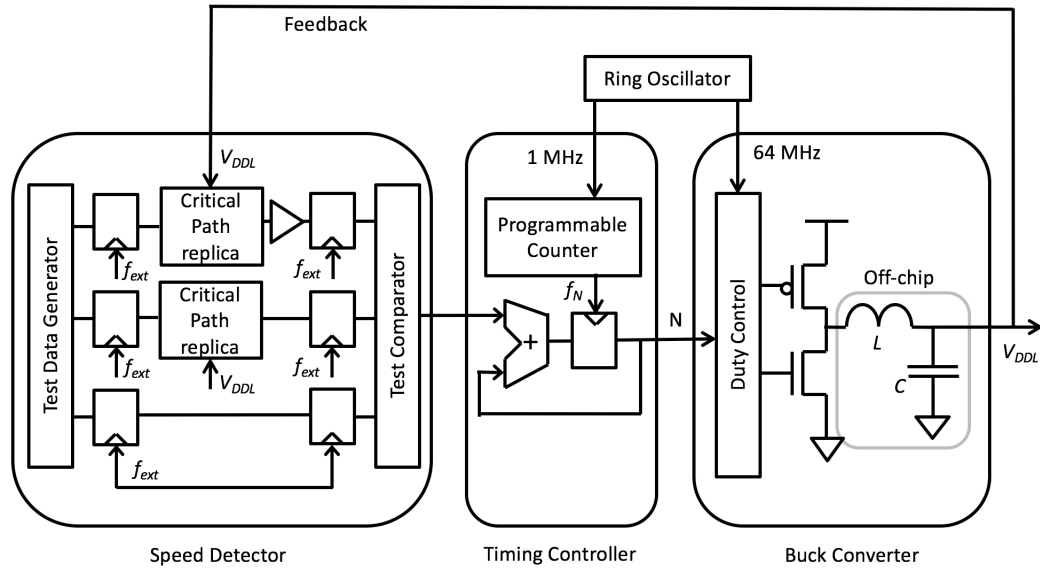 Feedback
Ring Oscillator
1 MHz
64 MHz
V_DDL
Test Data Generator
Critical
Path
replica
f_ext
f_ext
Critical
Path
replica
f_ext
V_DDL
f_ext
f_ext
Test Comparator
Programmable
Counter
f_N
+
N
Duty Control
Off-chip
L
C
V_DDL
Speed Detector
Timing Controller
Buck Converter